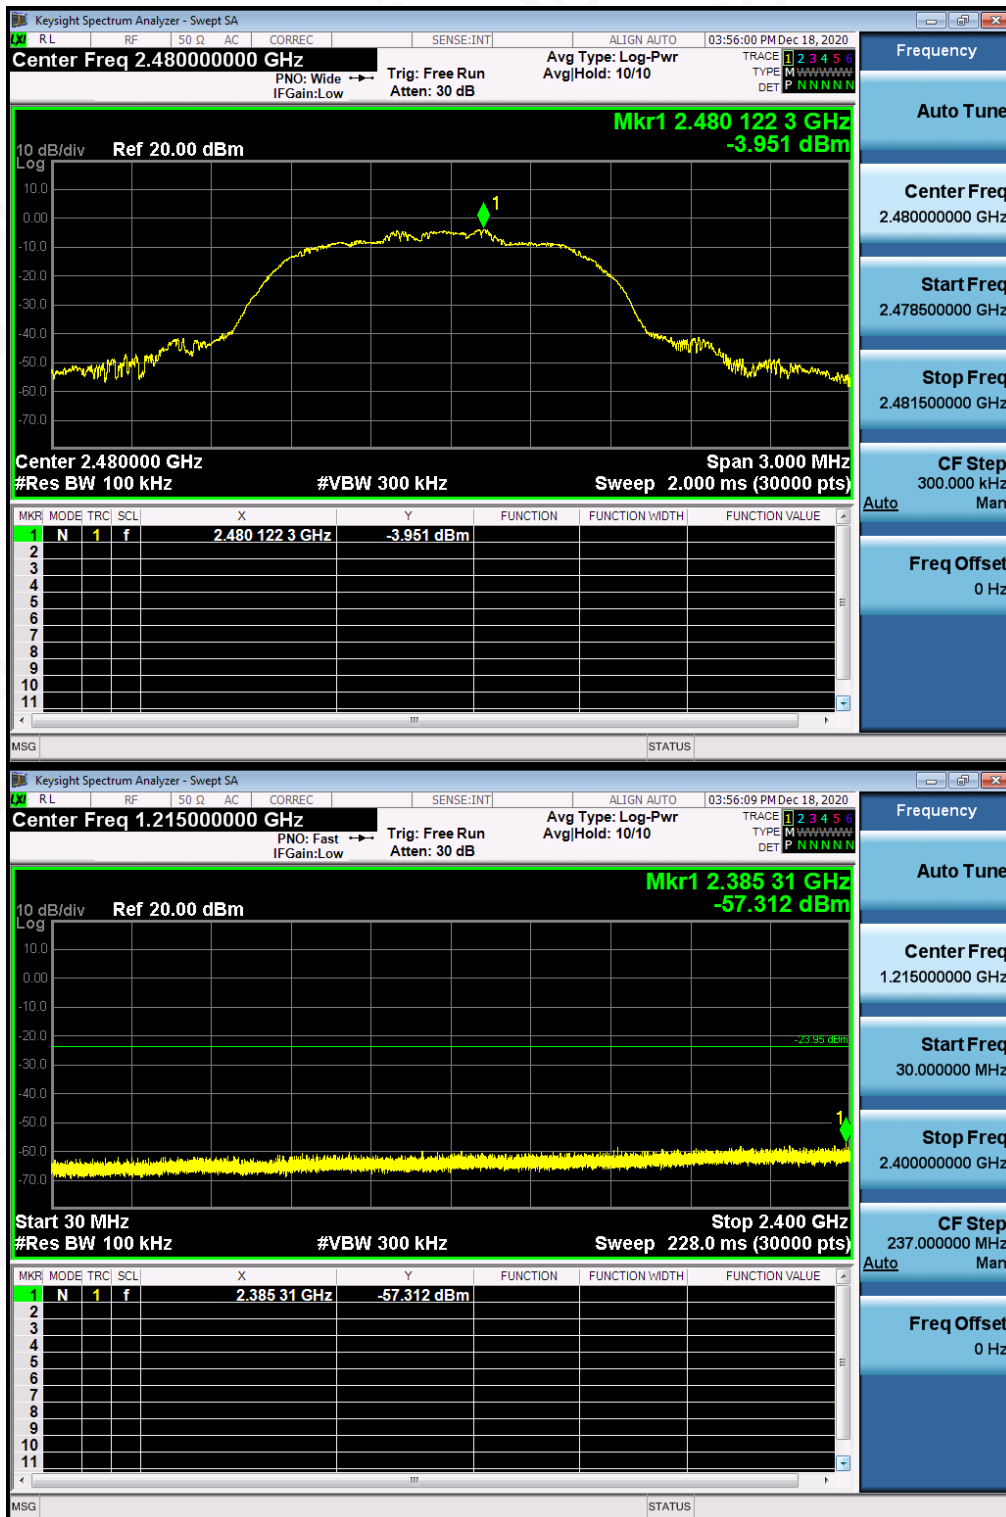 Keysight Spectrum Analyzer - Swept SA
LXI RL RF 50 Ω AC CORREC SENSE:INT ALIGN AUTO 03:56:00 PM Dec 18, 2020
Center Freq 2.480000000 GHz
PNO: Wide
IFGain:Low
Trig: Free Run
Atten: 30 dB
Avg Type: Log-Pwr
Avg|Hold: 10/10
TRACE 1 2 3 4 5 6
TYPE M W W W W W
DET P N N N N N
Mkr1 2.480 122 3 GHz
-3.951 dBm
10 dB/div Ref 20.00 dBm
Log
10.0
0.00
-10.0
-20.0
-30.0
-40.0
-50.0
-60.0
-70.0
1
Center 2.480000 GHz Span 3.000 MHz
#Res BW 100 kHz #VBW 300 kHz Sweep 2.000 ms (30000 pts)
MKR MODE TRC SCL X Y FUNCTION FUNCTION WIDTH FUNCTION VALUE
1 N 1 f 2.480 122 3 GHz -3.951 dBm
2
3
4
5
6
7
8
9
10
11
MSG STATUS
Frequency
Auto Tune
Center Freq
2.480000000 GHz
Start Freq
2.478500000 GHz
Stop Freq
2.481500000 GHz
CF Step
300.000 kHz
Auto Man
Freq Offset
0 Hz
Keysight Spectrum Analyzer - Swept SA
LXI RL RF 50 Ω AC CORREC SENSE:INT ALIGN AUTO 03:56:09 PM Dec 18, 2020
Center Freq 1.215000000 GHz
PNO: Fast
IFGain:Low
Trig: Free Run
Atten: 30 dB
Avg Type: Log-Pwr
Avg|Hold: 10/10
TRACE 1 2 3 4 5 6
TYPE M W W W W W
DET P N N N N N
Mkr1 2.385 31 GHz
-57.312 dBm
10 dB/div Ref 20.00 dBm
Log
10.0
0.00
-10.0
-20.0
-30.0
-40.0
-50.0
-60.0
-70.0
-23.95 dBm
1
Start 30 MHz Stop 2.400 GHz
#Res BW 100 kHz #VBW 300 kHz Sweep 228.0 ms (30000 pts)
MKR MODE TRC SCL X Y FUNCTION FUNCTION WIDTH FUNCTION VALUE
1 N 1 f 2.385 31 GHz -57.312 dBm
2
3
4
5
6
7
8
9
10
11
MSG STATUS
Frequency
Auto Tune
Center Freq
1.215000000 GHz
Start Freq
30.000000 MHz
Stop Freq
2.400000000 GHz
CF Step
237.000000 MHz
Auto Man
Freq Offset
0 Hz